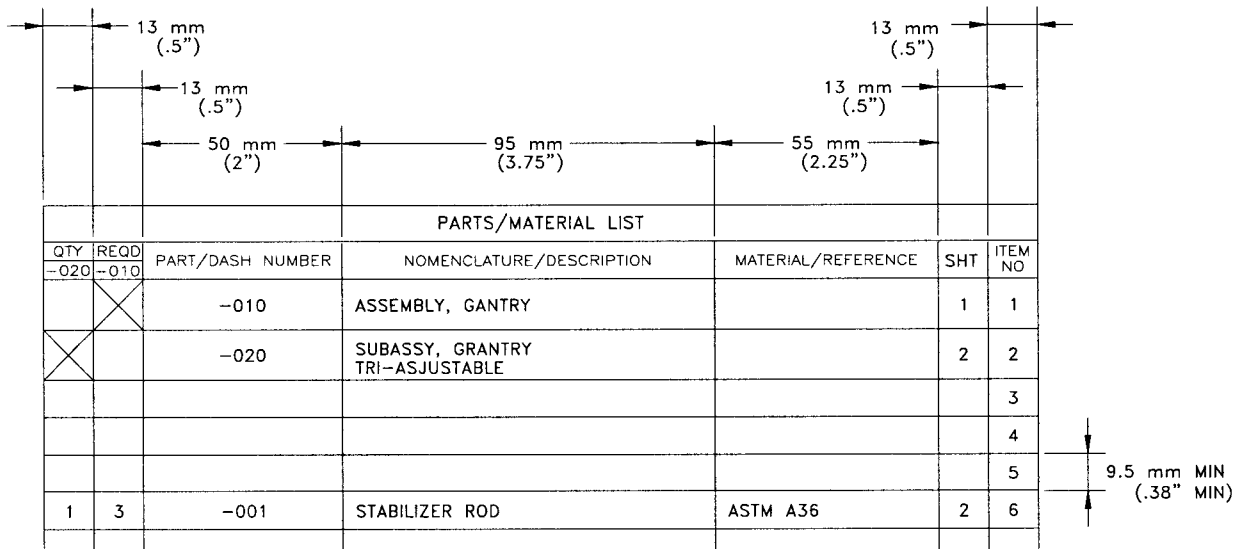 13 mm
(.5")
13 mm
(.5")
13 mm
(.5")
13 mm
(.5")
50 mm
(2")
95 mm
(3.75")
55 mm
(2.25")
PARTS/MATERIAL LIST
QTY REQD PART/DASH NUMBER NOMENCLATURE/DESCRIPTION MATERIAL/REFERENCE SHT ITEM NO
-020 -010
-010 ASSEMBLY, GANTRY 1 1
-020 SUBASSY, GRANTRY 2 2
TRI-ASJUSTABLE
3
4
5
9.5 mm MIN
(.38" MIN)
1 3 -001 STABILIZER ROD ASTM A36 2 6